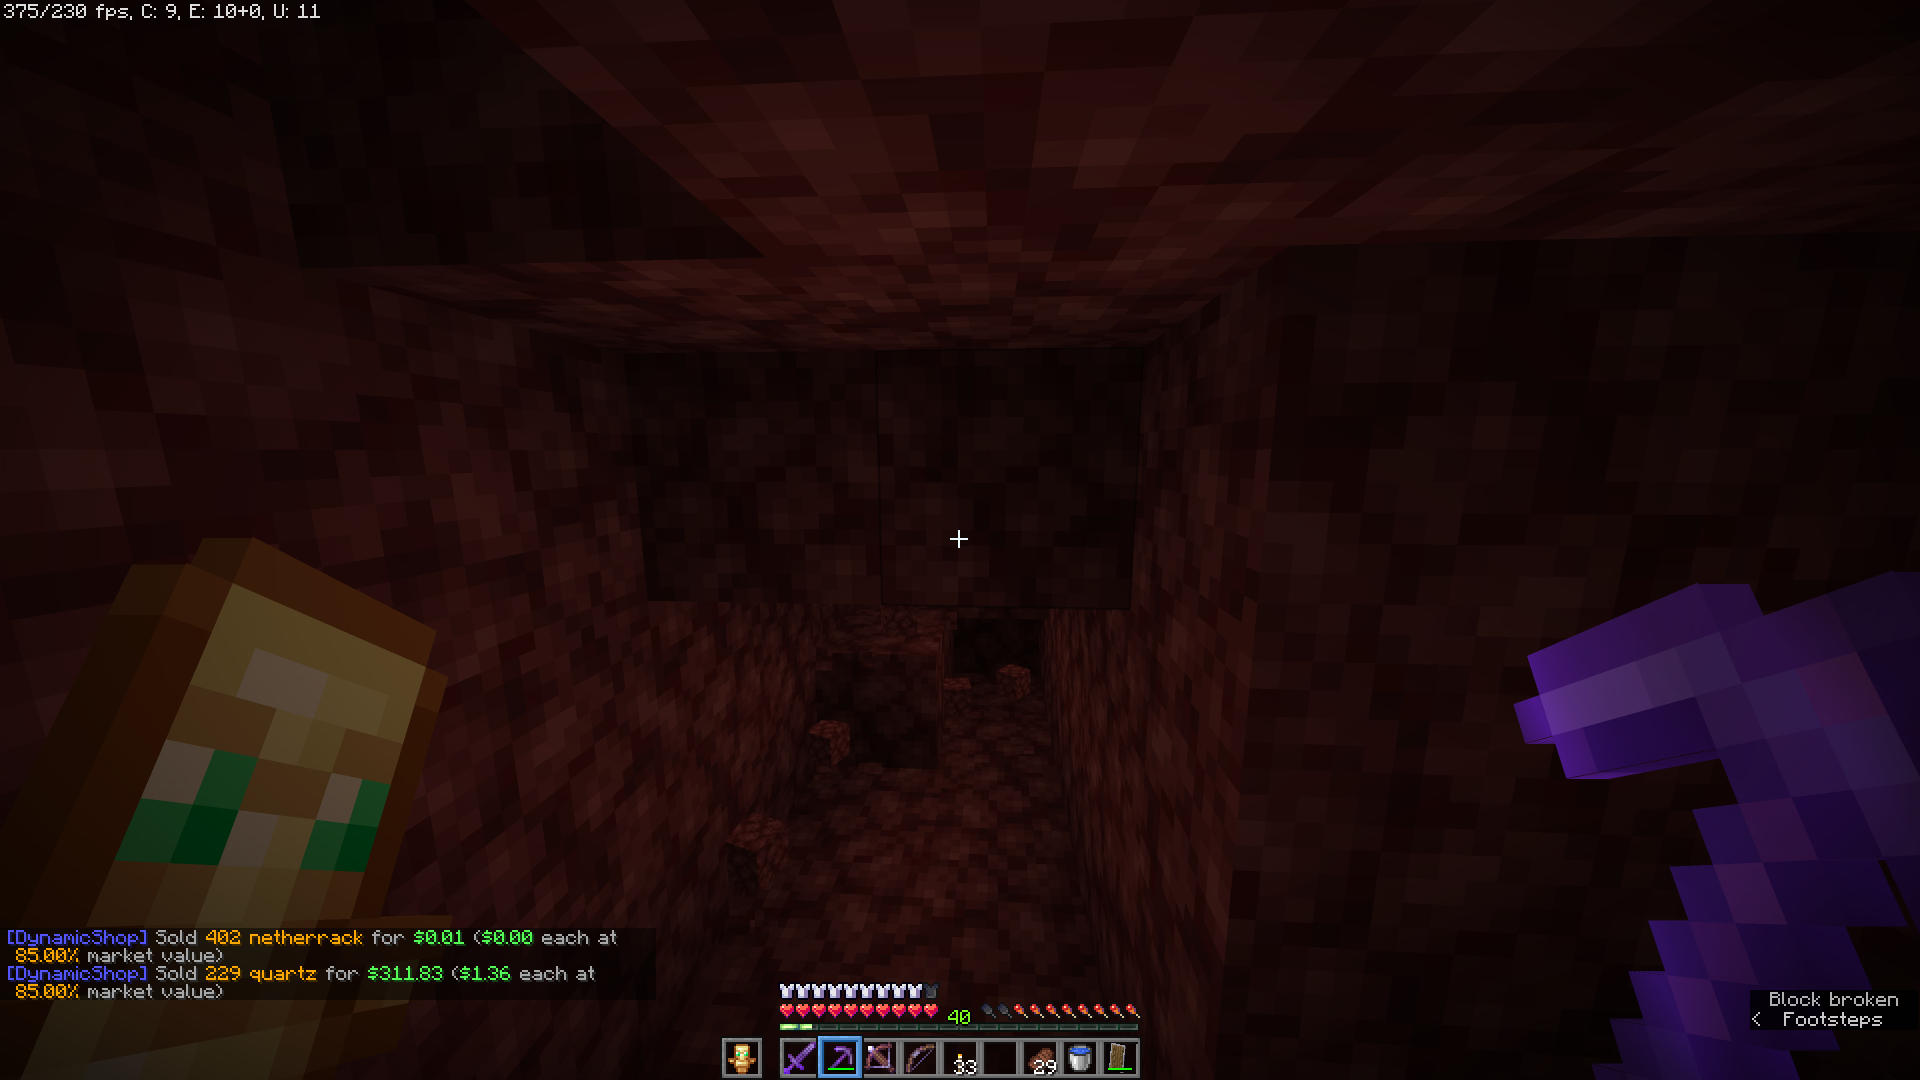 375/230 fps, C: 9, E: 10+0, U: 11
[DynamicShop] Sold 402 netherrack for $0.01 ($0.00 each at
85.00% market value)
[DynamicShop] Sold 229 quartz for $311.83 ($1.36 each at
85.00% market value)
Block broken
< Footsteps
40
33
29